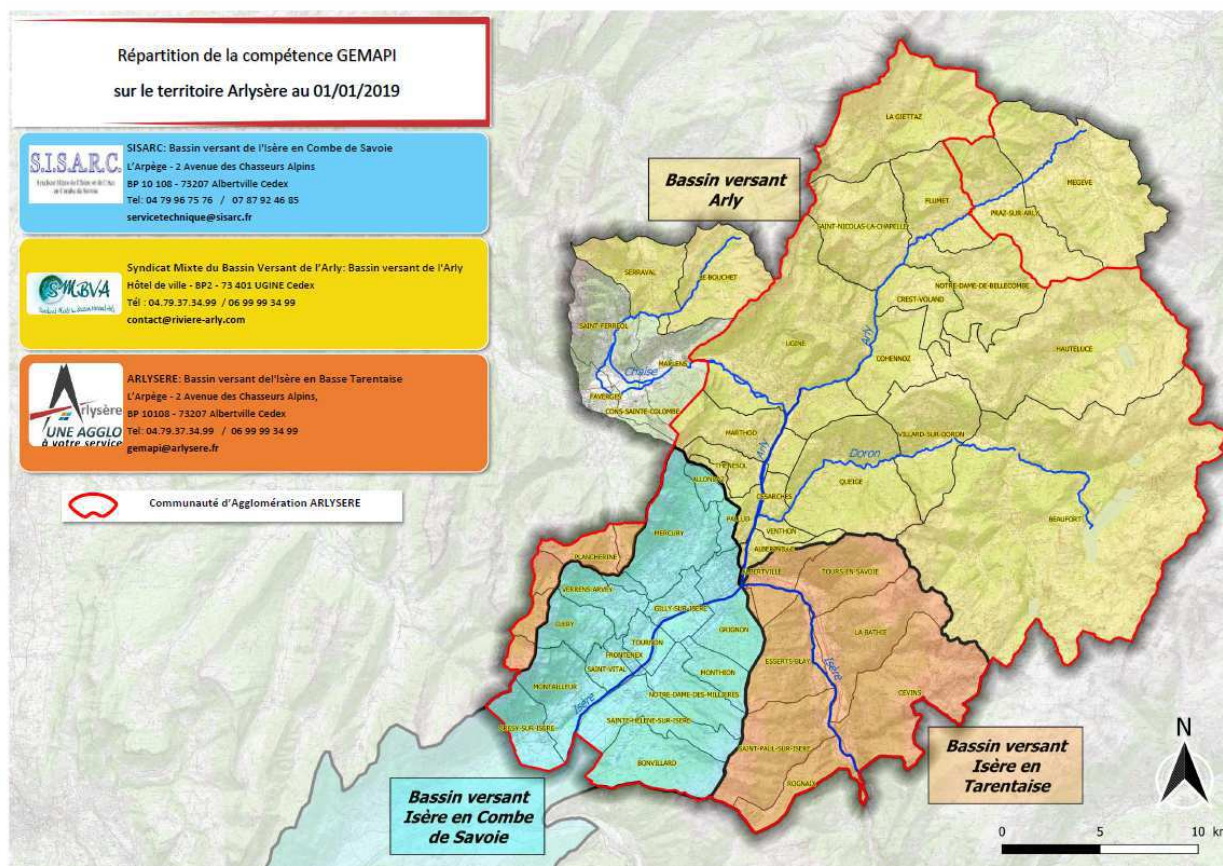 Répartition de la compétence GEMAPI
sur le territoire Arlysère au 01/01/2019
S.I.S.A.R.C.
SISARC: Bassin versant de l'Isère en Combe de Savoie
L'Arpège - 2 Avenue des Chasseurs Alpins
BP 10 108 - 73207 Albertville Cedex
Tel: 04 79 96 75 76 / 07 87 92 46 85
servicetechnique@sisarc.fr
SMBVA
Syndicat Mixte du Bassin Versant de l'Arly: Bassin versant de l'Arly
Hôtel de ville - BP2 - 73 401 UGINE Cedex
Tél : 04.79.37.34.99 / 06 99 99 34 99
contact@riviere-arly.com
Arlysère
UNE AGGLO
à votre service
ARLYSERE: Bassin versant del'Isère en Basse Tarentaise
L'Arpège - 2 Avenue des Chasseurs Alpins,
BP 10108 - 73207 Albertville Cedex
Tel: 04.79.37.34.99 / 06 99 99 34 99
gemapi@arlysere.fr
Communauté d'Agglomération ARLYSERE
Bassin versant
Arly
LA GIETTAZ
MEGEVE
FLUMET
PRAZ-SUR-ARLY
SAINT-NICOLAS-LA-CHAPELLE
SERRAVAL
LE BOUCHET
NOTRE-DAME-DE-BELLECOMBE
CREST-VOLAND
SAINT-FERREOL
UGINE
Arly
COHENNOZ
HAUTELUCE
MARLENS
Chaise
FAVERGES
CONS-SAINTE-COLOMBE
MARTHOD
Arly
VILLARD-SUR-DORON
Doron
THENESOL
ALLONDAZ
QUEIGE
CESARCHES
BEAUFORT
PALLUD
VENTHON
MERCURY
PLANCHERINE
ALBERTVILLE
TOURS-EN-SAVOIE
VERRENS-ARVEY
GILLY-SUR-ISERE
CLERY
GRIGNON
LA BATHIE
TOURNON
FRONTENEX
ESSERTS-BLAY
Isère
SAINT-VITAL
MONTHION
MONTAILLEUR
NOTRE-DAME-DES-MILLIERES
CEVINS
Isère
GRESY-SUR-ISERE
SAINTE-HELENE-SUR-ISERE
SAINT-PAUL-SUR-ISERE
BONVILLARD
ROGNAIX
Bassin versant
Isère en Combe
de Savoie
Bassin versant
Isère en
Tarentaise
N
0 5 10 km